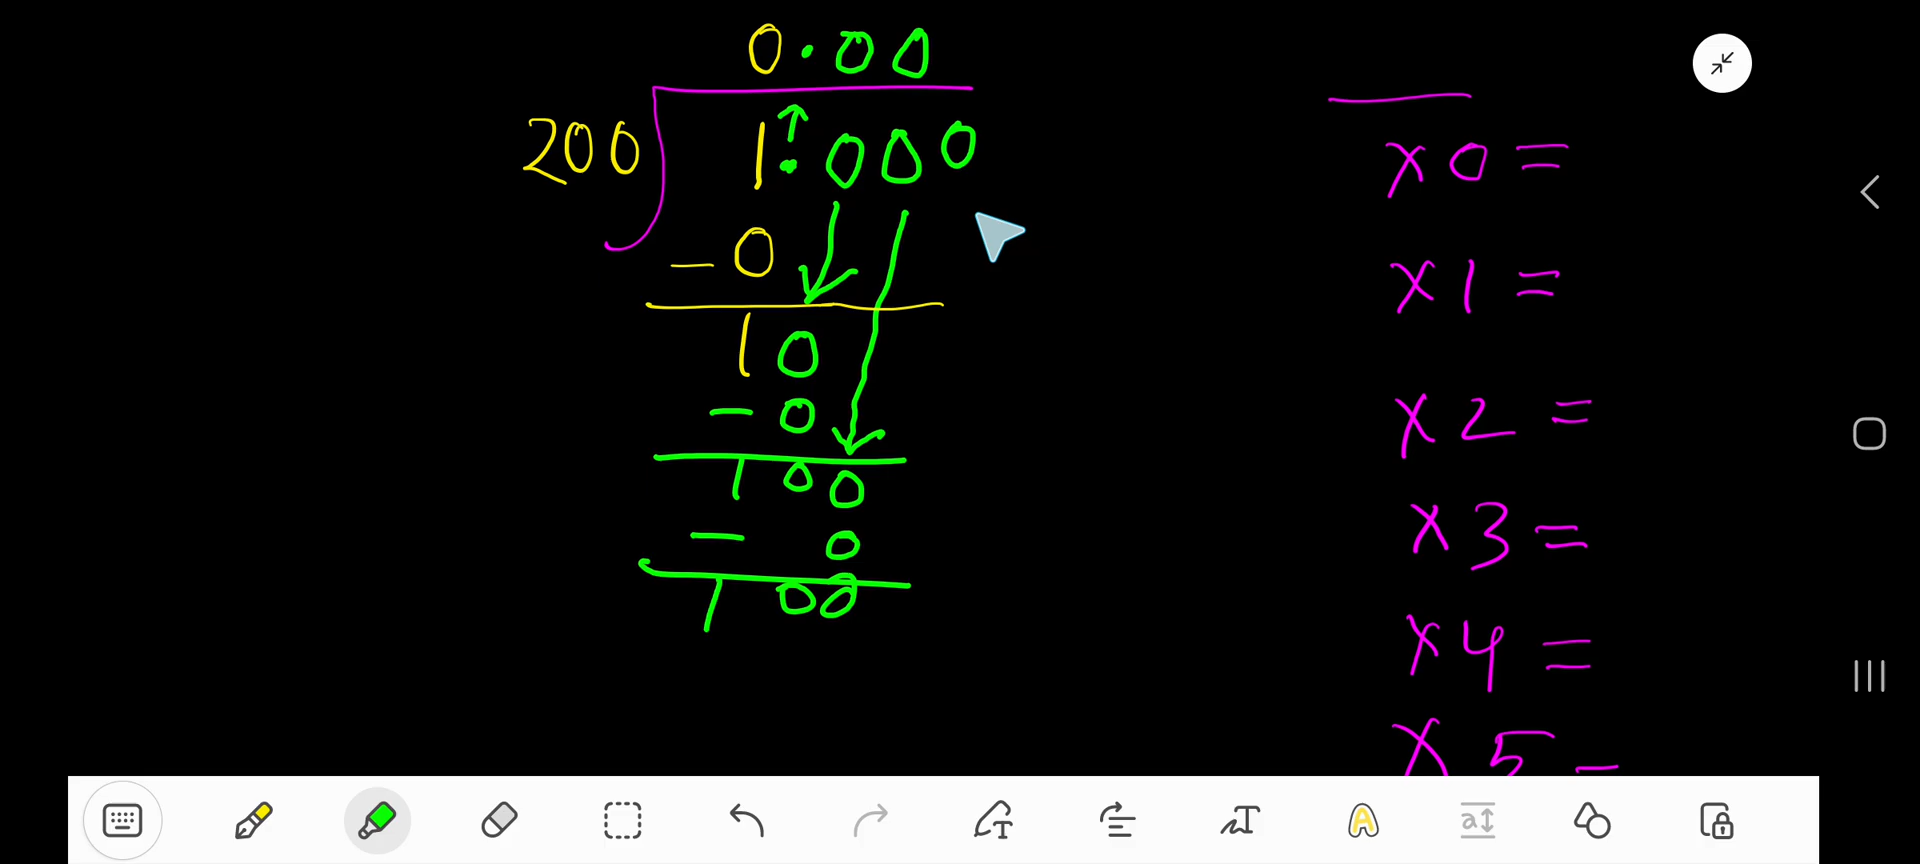 0.00
200 1.000
- 0
10
- 0
100
- 0
100
x0=
x1=
x2=
x3=
x4=
x5=